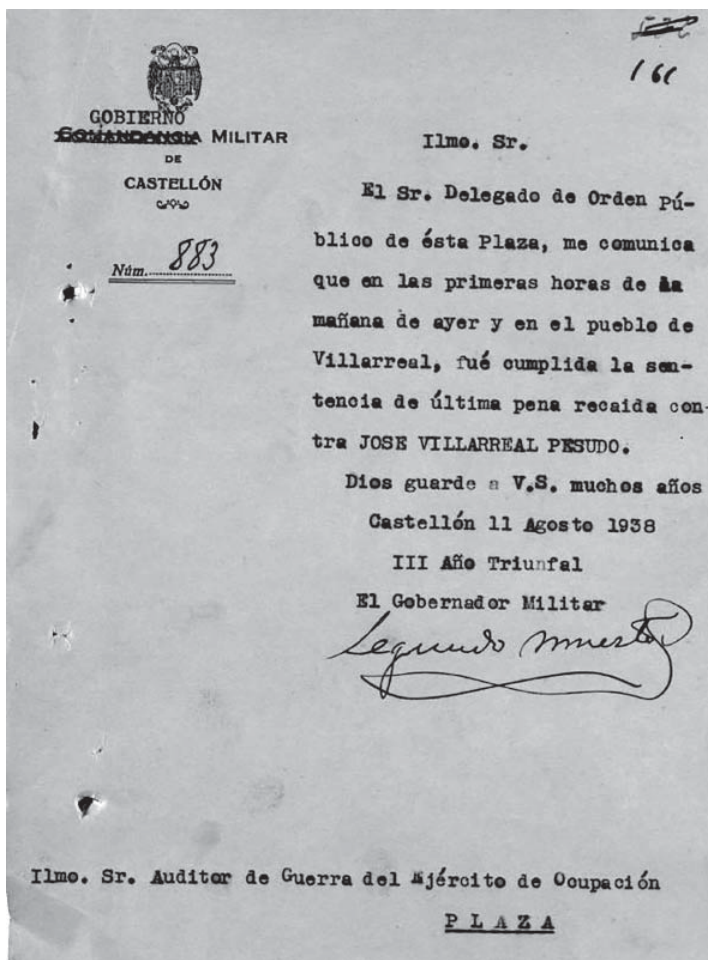 166
GOBIERNO
COMANDANCIA MILITAR
DE
CASTELLÓN
Núm. 883
Ilmo. Sr.
El Sr. Delegado de Orden Pú-
blico de ésta Plaza, me comunica
que en las primeras horas de la
mañana de ayer y en el pueblo de
Villarreal, fué cumplida la sen-
tencia de última pena recaida con-
tra JOSE VILLARREAL PESUDO.
Dios guarde a V.S. muchos años
Castellón 11 Agosto 1938
III Año Triunfal
El Gobernador Militar
Segundo
Ilmo. Sr. Auditor de Guerra del Ejército de Ocupación
PLAZA